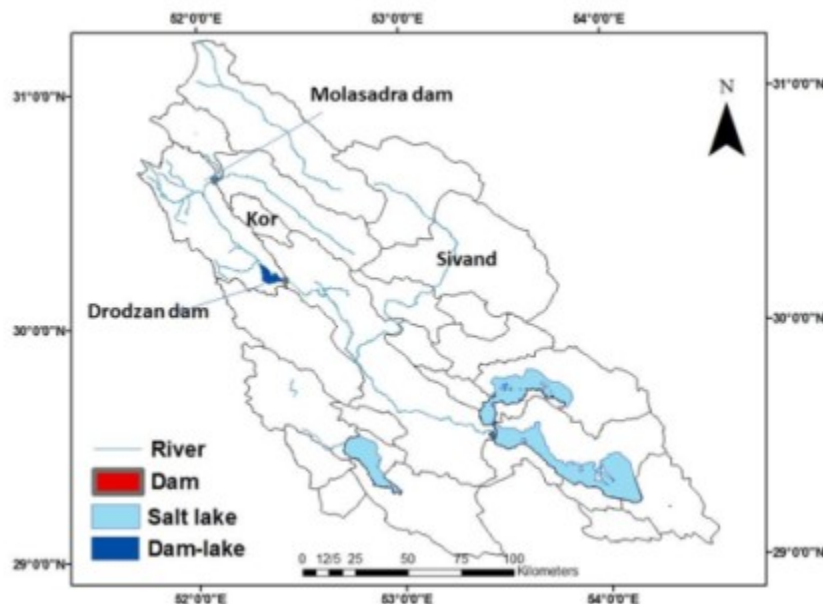 52°0'0"E 53°0'0"E 54°0'0"E
N
31°0'0"N 31°0'0"N
Molasadra dam
Kor
Sivand
Drodzan dam
30°0'0"N 30°0'0"N
River
Dam
Salt lake
Dam-lake
29°0'0"N 29°0'0"N
0 12/5 25 50 75 100
Kilometers
52°0'0"E 53°0'0"E 54°0'0"E